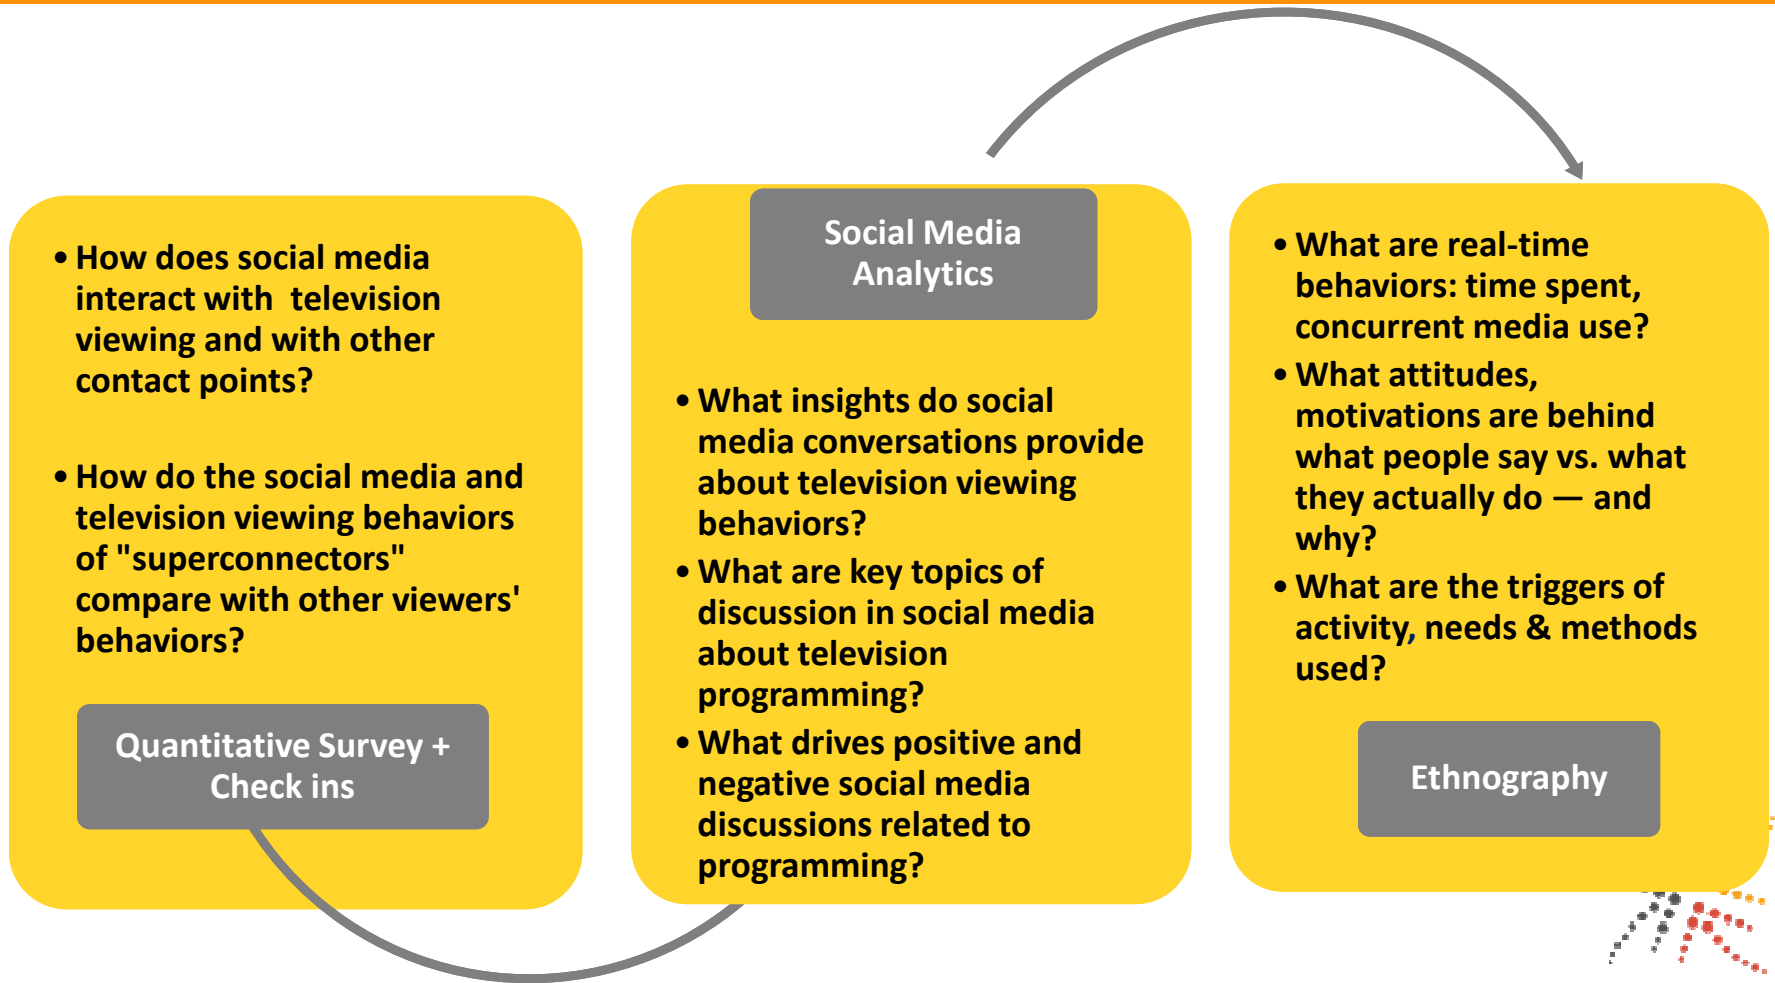 • How does social media
interact with  television
viewing and with other
contact points?
• How do the social media and
television viewing behaviors
of "superconnectors"
compare with other viewers'
behaviors?
Quantitative Survey +
Check ins
Social Media
Analytics
• What insights do social
media conversations provide
about television viewing
behaviors?
• What are key topics of
discussion in social media
about television
programming?
• What drives positive and
negative social media
discussions related to
programming?
• What are real-time
behaviors: time spent,
concurrent media use?
• What attitudes,
motivations are behind
what people say vs. what
they actually do — and
why?
• What are the triggers of
activity, needs & methods
used?
Ethnography